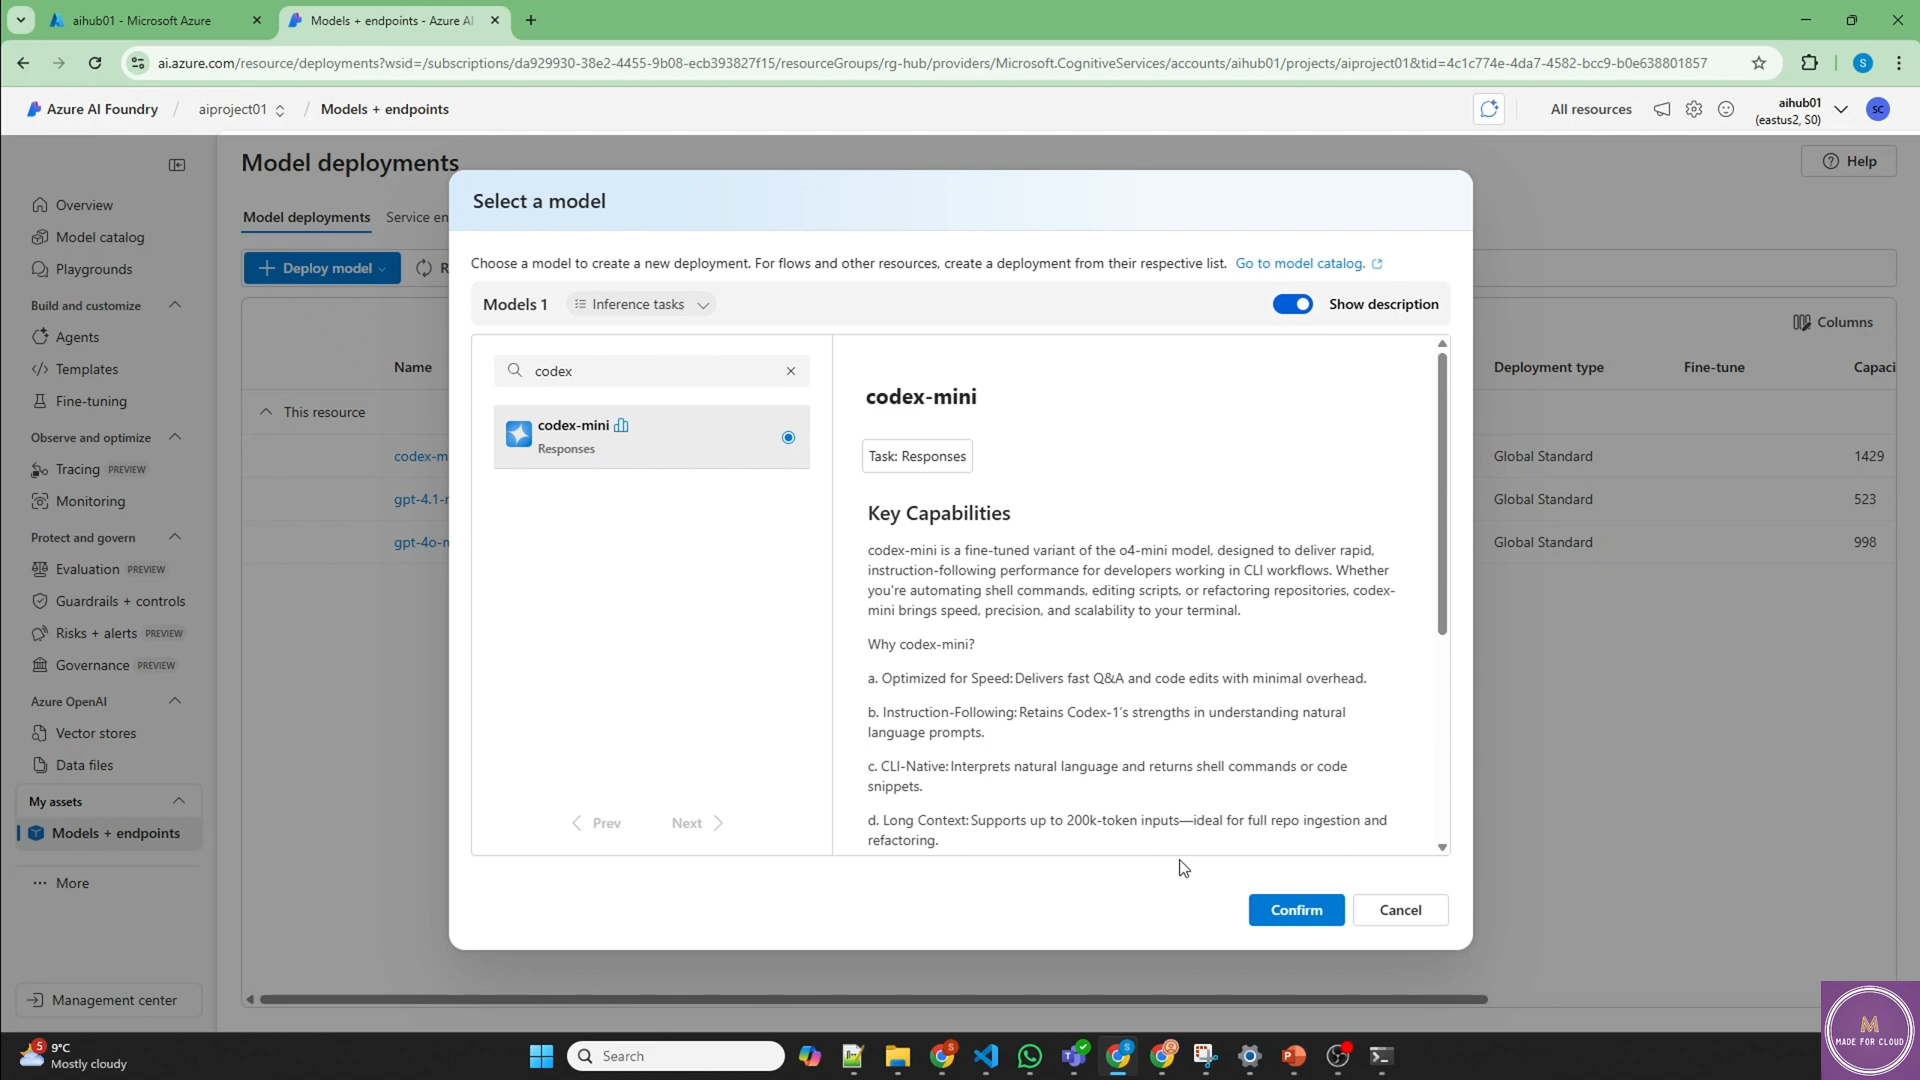 aihub01 - Microsoft Azure
Models + endpoints - Azure AI
ai.azure.com/resource/deployments?wsid=/subscriptions/da929930-38e2-4455-9b08-ecb393827f15/resourceGroups/rg-hub/providers/Microsoft.CognitiveServices/accounts/aihub01/projects/aiproject01&tid=4c1c774e-4da7-4582-bcc9-b0e638801857
S
Azure AI Foundry / aiproject01 / Models + endpoints
All resources
aihub01
(eastus2, S0)
SC
Model deployments
Help
Overview
Model catalog
Playgrounds
Build and customize
Agents
Templates
Fine-tuning
Observe and optimize
Tracing PREVIEW
Monitoring
Protect and govern
Evaluation PREVIEW
Guardrails + controls
Risks + alerts PREVIEW
Governance PREVIEW
Azure OpenAI
Vector stores
Data files
My assets
Models + endpoints
More
Management center
Model deployments
Service en
Deploy model
R
Columns
Name
Deployment type
Fine-tune
Capaci
This resource
codex-m
Global Standard
1429
gpt-4.1-r
Global Standard
523
gpt-4o-m
Global Standard
998
Select a model
Choose a model to create a new deployment. For flows and other resources, create a deployment from their respective list. Go to model catalog.
Models 1
Inference tasks
Show description
codex
codex-mini
Responses
Prev
Next
codex-mini
Task: Responses
Key Capabilities
codex-mini is a fine-tuned variant of the o4-mini model, designed to deliver rapid,
instruction-following performance for developers working in CLI workflows. Whether
you're automating shell commands, editing scripts, or refactoring repositories, codex-
mini brings speed, precision, and scalability to your terminal.
Why codex-mini?
a. Optimized for Speed: Delivers fast Q&A and code edits with minimal overhead.
b. Instruction-Following: Retains Codex-1's strengths in understanding natural
language prompts.
c. CLI-Native: Interprets natural language and returns shell commands or code
snippets.
d. Long Context: Supports up to 200k-token inputs—ideal for full repo ingestion and
refactoring.
Confirm
Cancel
5
9°C
Mostly cloudy
Search
M
MADE FOR CLOUD